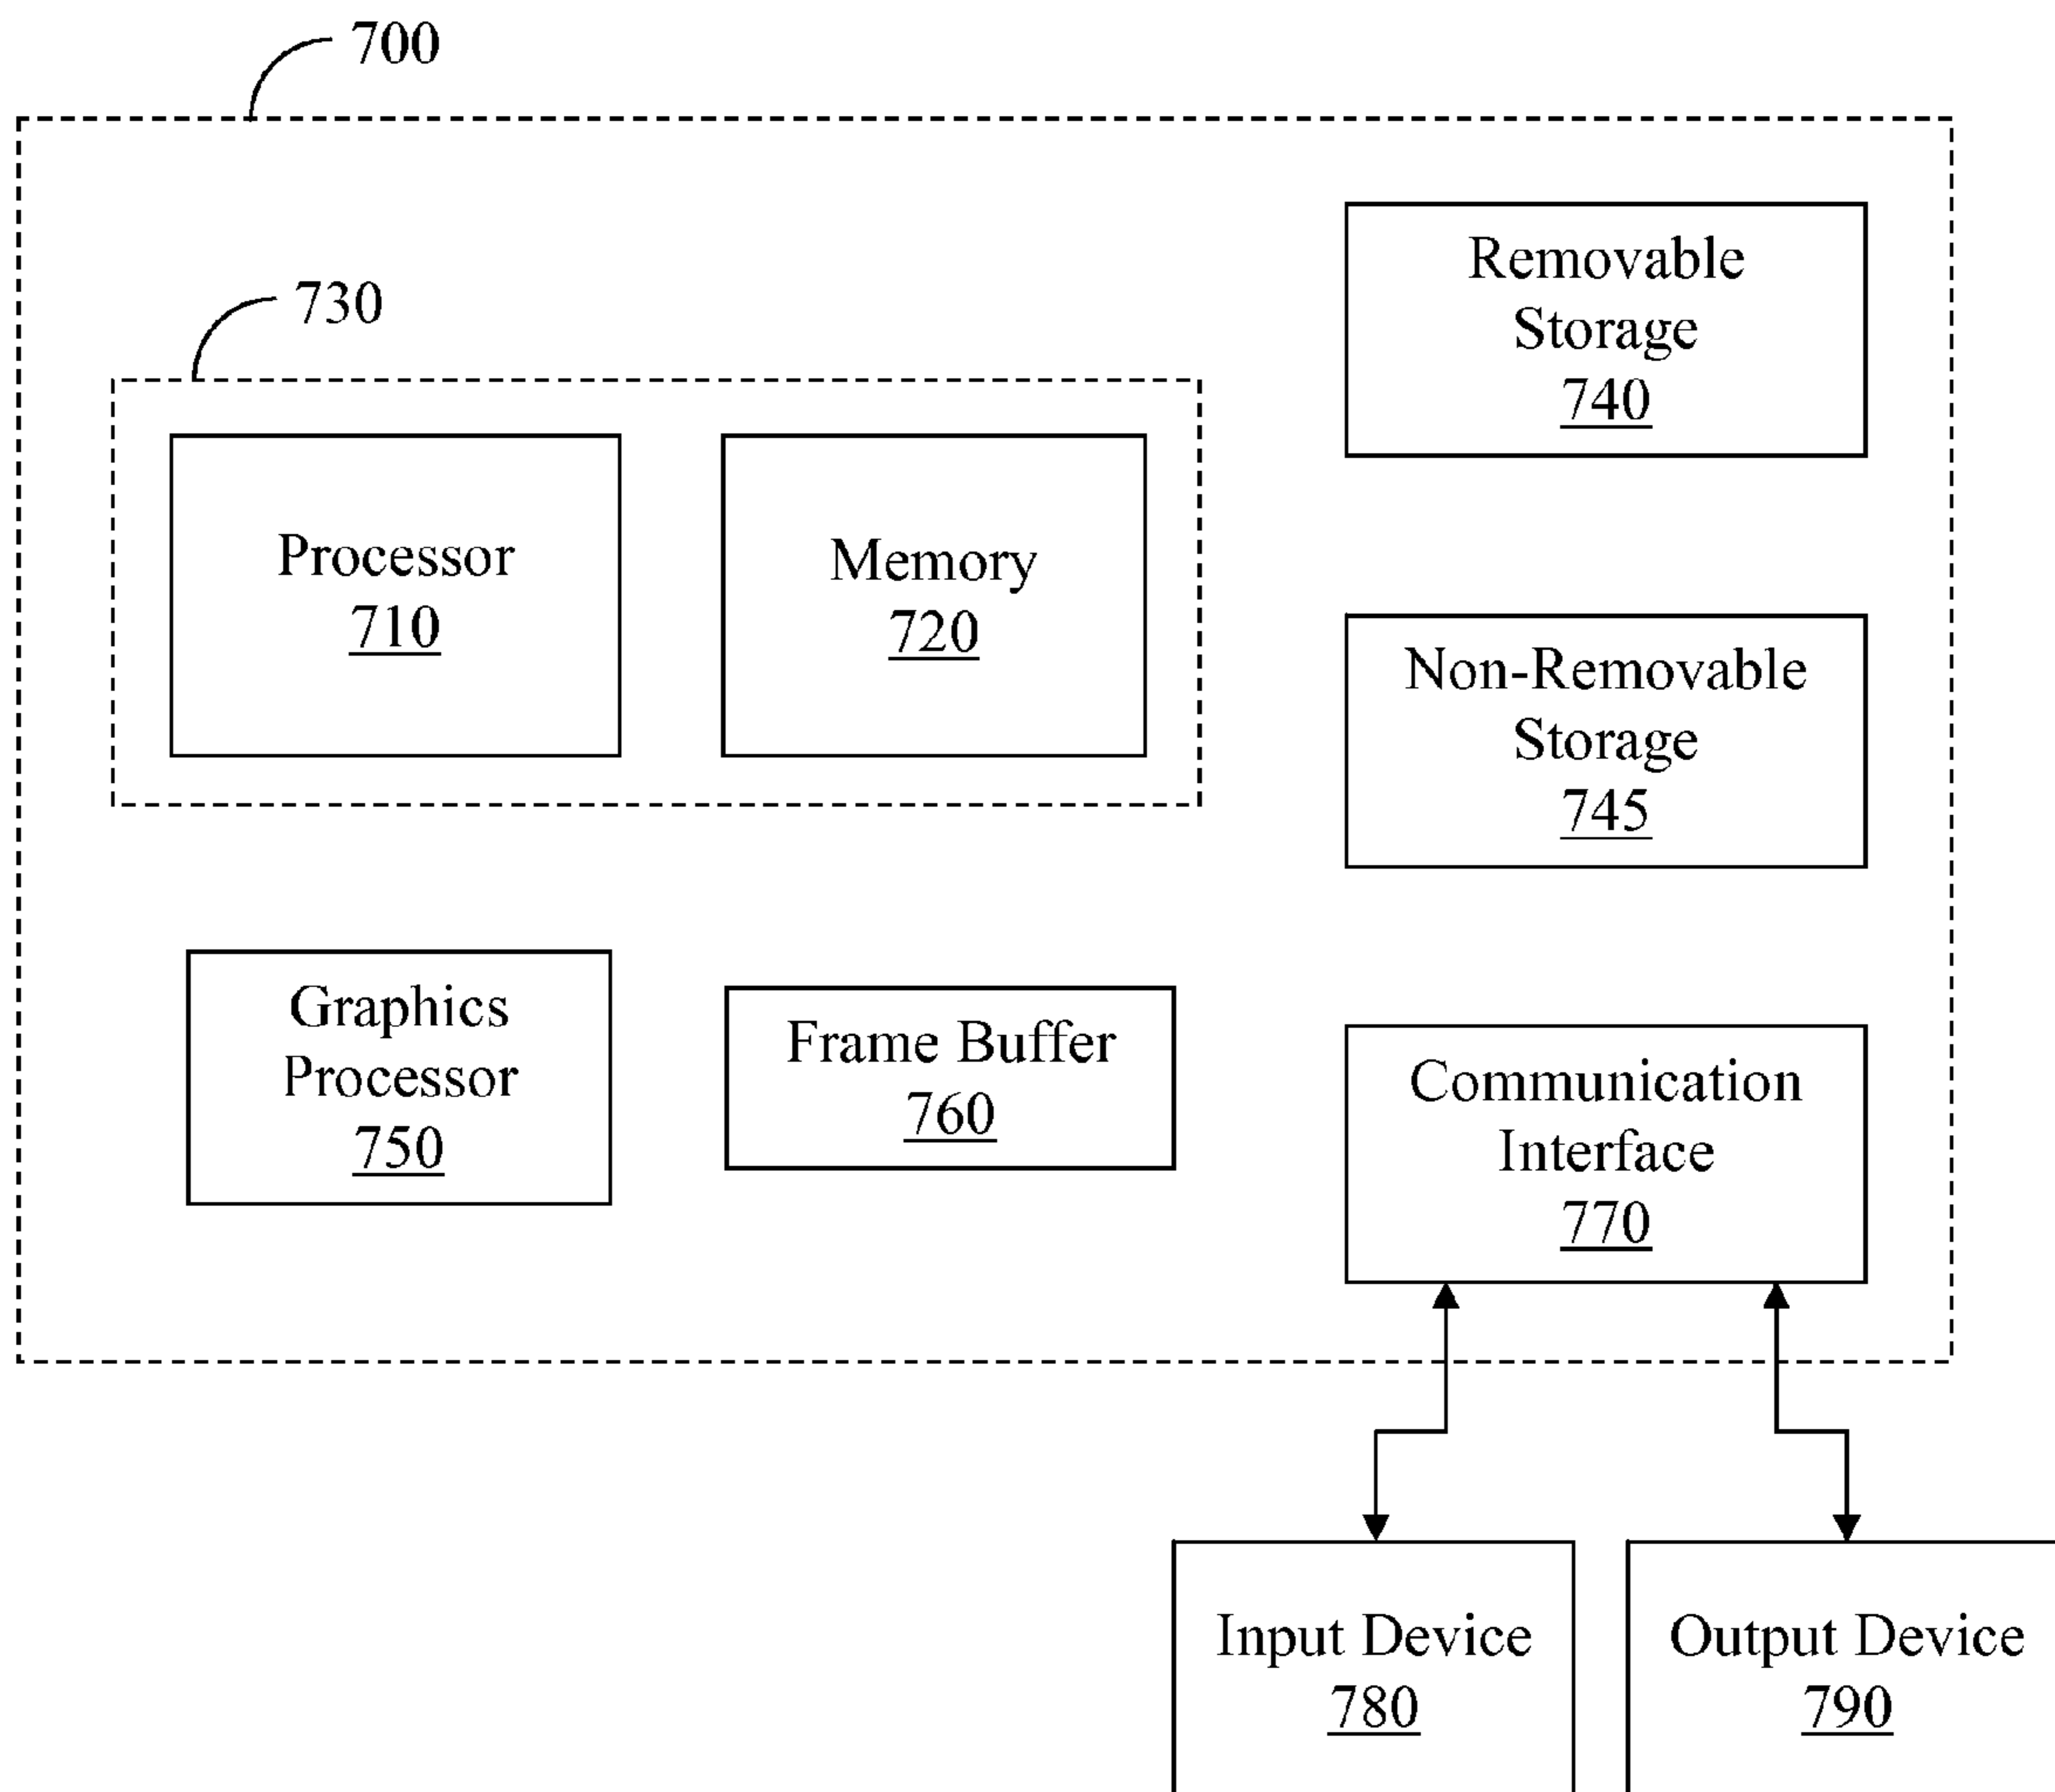 700
730
Processor
710
Memory
720
Removable
Storage
740
Non-Removable
Storage
745
Graphics
Processor
750
Frame Buffer
760
Communication
Interface
770
Input Device
780
Output Device
790